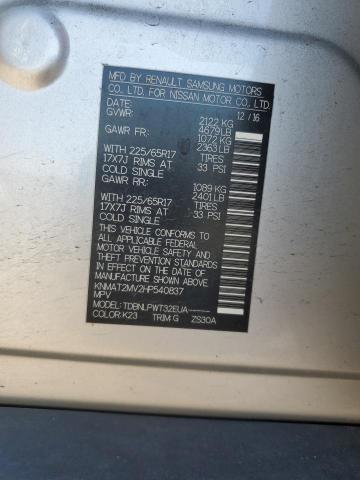 MFD BY RENAULT SAMSUNG MOTORS
CO., LTD. FOR NISSAN MOTOR CO., LTD.
DATE: 12 / 16
GVWR: 2122 KG
4679 LB
GAWR FR: 1072 KG
2363 LB
WITH 225/65R17 TIRES
17X7J RIMS AT 33 PSI
COLD SINGLE
GAWR RR: 1089 KG
2401 LB
WITH 225/65R17 TIRES
17X7J RIMS AT 33 PSI
COLD SINGLE
THIS VEHICLE CONFORMS TO
ALL APPLICABLE FEDERAL
MOTOR VEHICLE SAFETY, BUMPER,
AND THEFT PREVENTION STANDARDS
IN EFFECT ON THE DATE OF
MANUFACTURE SHOWN ABOVE.
KNMAT2MV2HP540837
MPV
MODEL: TDBNLPWT32EUA-----
COLOR:K23 TRIM:G ZS30A